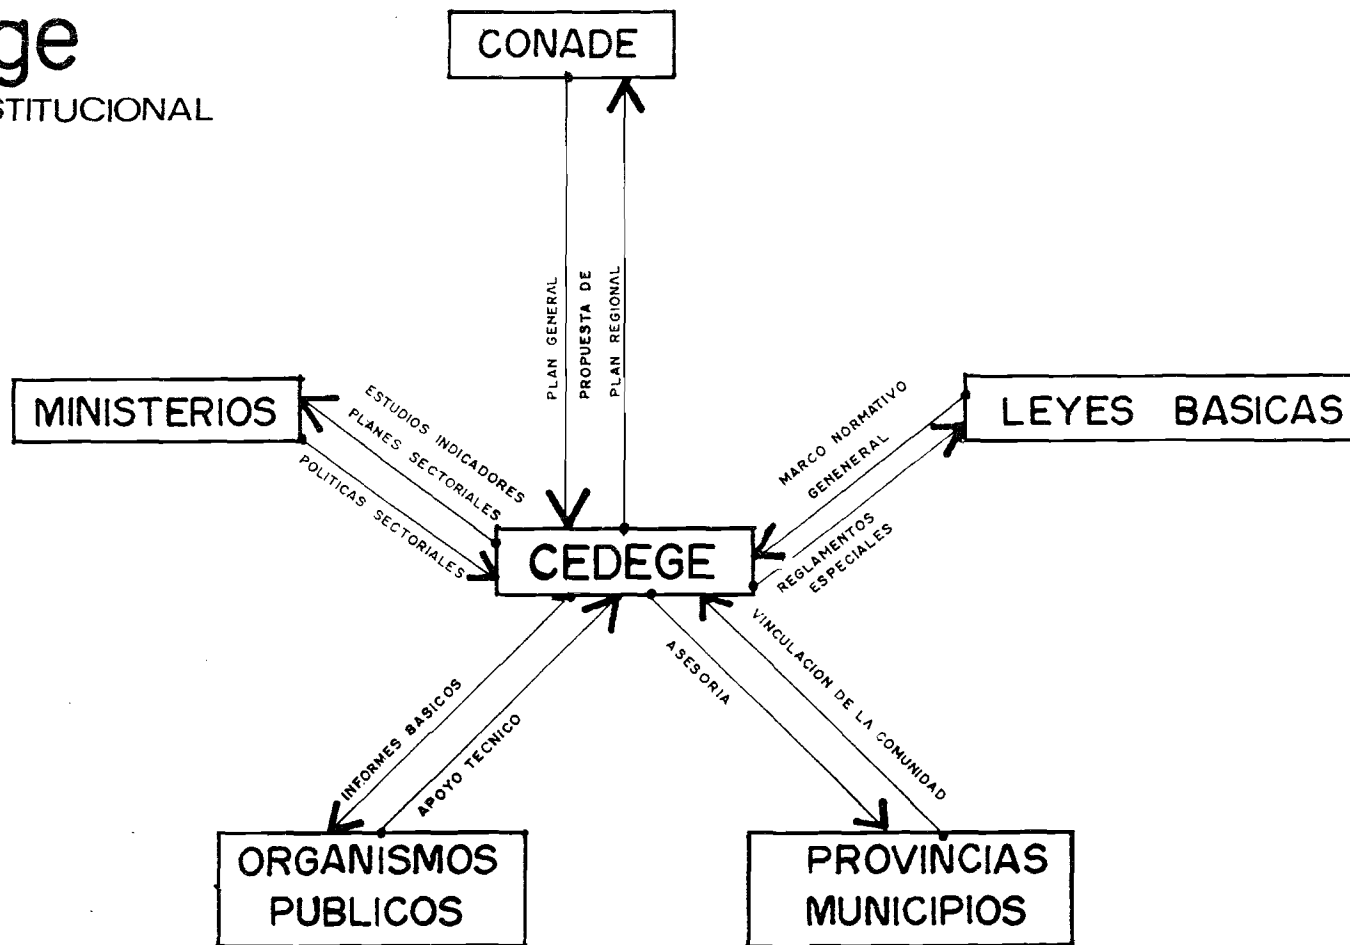 ge
STITUCIONAL
CONADE
PLAN GENERAL
PROPUESTA DE
PLAN REGIONAL
MINISTERIOS
ESTUDIOS INDICADORES
PLANES SECTORIALES
POLITICAS SECTORIALES
LEYES BASICAS
MARCO NORMATIVO
GENENERAL
REGLAMENTOS
ESPECIALES
CEDEGE
INFORMES BASICOS
APOYO TECNICO
ASESORIA
VINCULACION DE LA COMUNIDAD
ORGANISMOS
PUBLICOS
PROVINCIAS
MUNICIPIOS